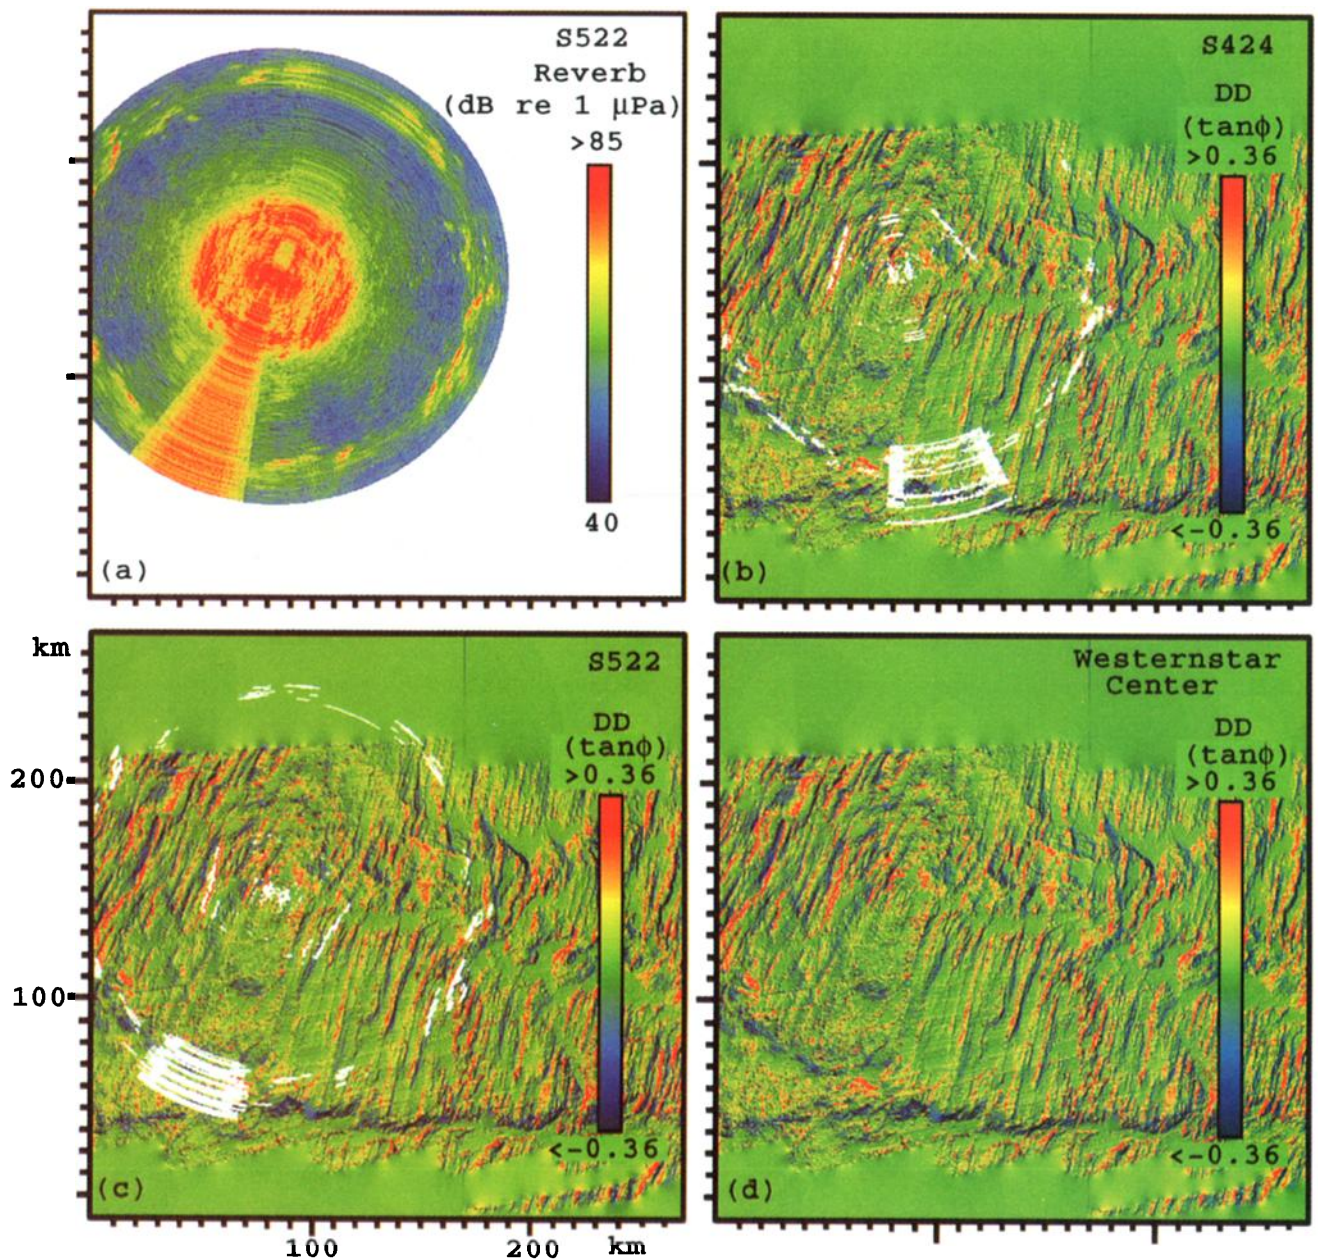 S522
Reverb
(dB re 1 μPa)
>85
40
(a)
S424
DD
(tanϕ)
>0.36
<-0.36
(b)
km
S522
DD
(tanϕ)
>0.36
200
100
<-0.36
(c)
100
200
km
Westernstar
Center
DD
(tanϕ)
>0.36
<-0.36
(d)